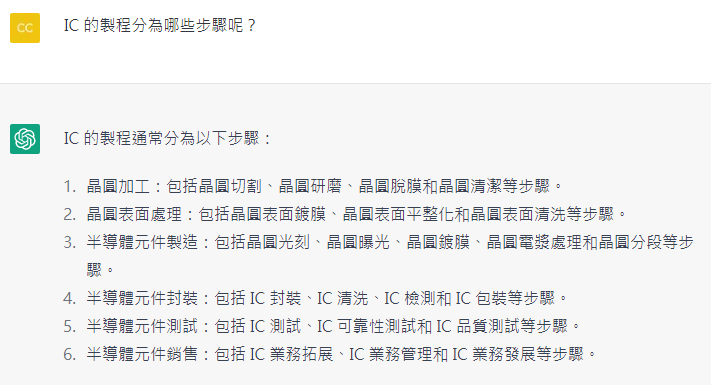 CC
IC 的製程分為哪些步驟呢？
IC 的製程通常分為以下步驟：
1. 晶圓加工：包括晶圓切割、晶圓研磨、晶圓脫膜和晶圓清潔等步驟。
2. 晶圓表面處理：包括晶圓表面鍍膜、晶圓表面平整化和晶圓表面清洗等步驟。
3. 半導體元件製造：包括晶圓光刻、晶圓曝光、晶圓鍍膜、晶圓電漿處理和晶圓分段等步
驟。
4. 半導體元件封裝：包括 IC 封裝、IC 清洗、IC 檢測和 IC 包裝等步驟。
5. 半導體元件測試：包括 IC 測試、IC 可靠性測試和 IC 品質測試等步驟。
6. 半導體元件銷售：包括 IC 業務拓展、IC 業務管理和 IC 業務發展等步驟。